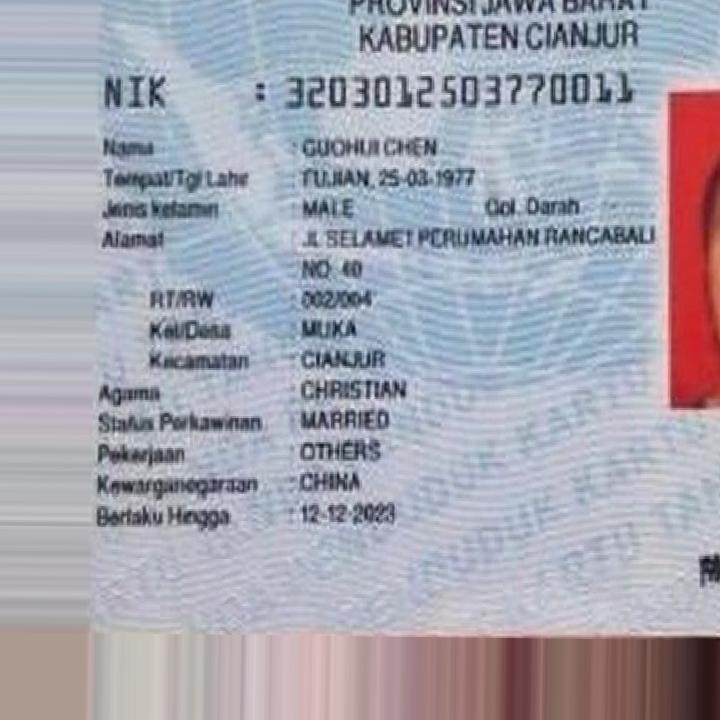 PROVINSI JAWA BARAT
KABUPATEN CIANJUR
NIK : 3203012503770011
Nama : GUOHUI CHEN
Tempat/Tgl Lahir : FUJIAN, 25-03-1977
Jenis kelamin : MALE Gol. Darah : -
Alamat : JL SELAMET PERUMAHAN RANCABALI
NO. 40
RT/RW : 002/004
Kel/Desa : MUKA
Kecamatan : CIANJUR
Agama : CHRISTIAN
Status Perkawinan : MARRIED
Pekerjaan : OTHERS
Kewarganegaraan : CHINA
Berlaku Hingga : 12-12-2023